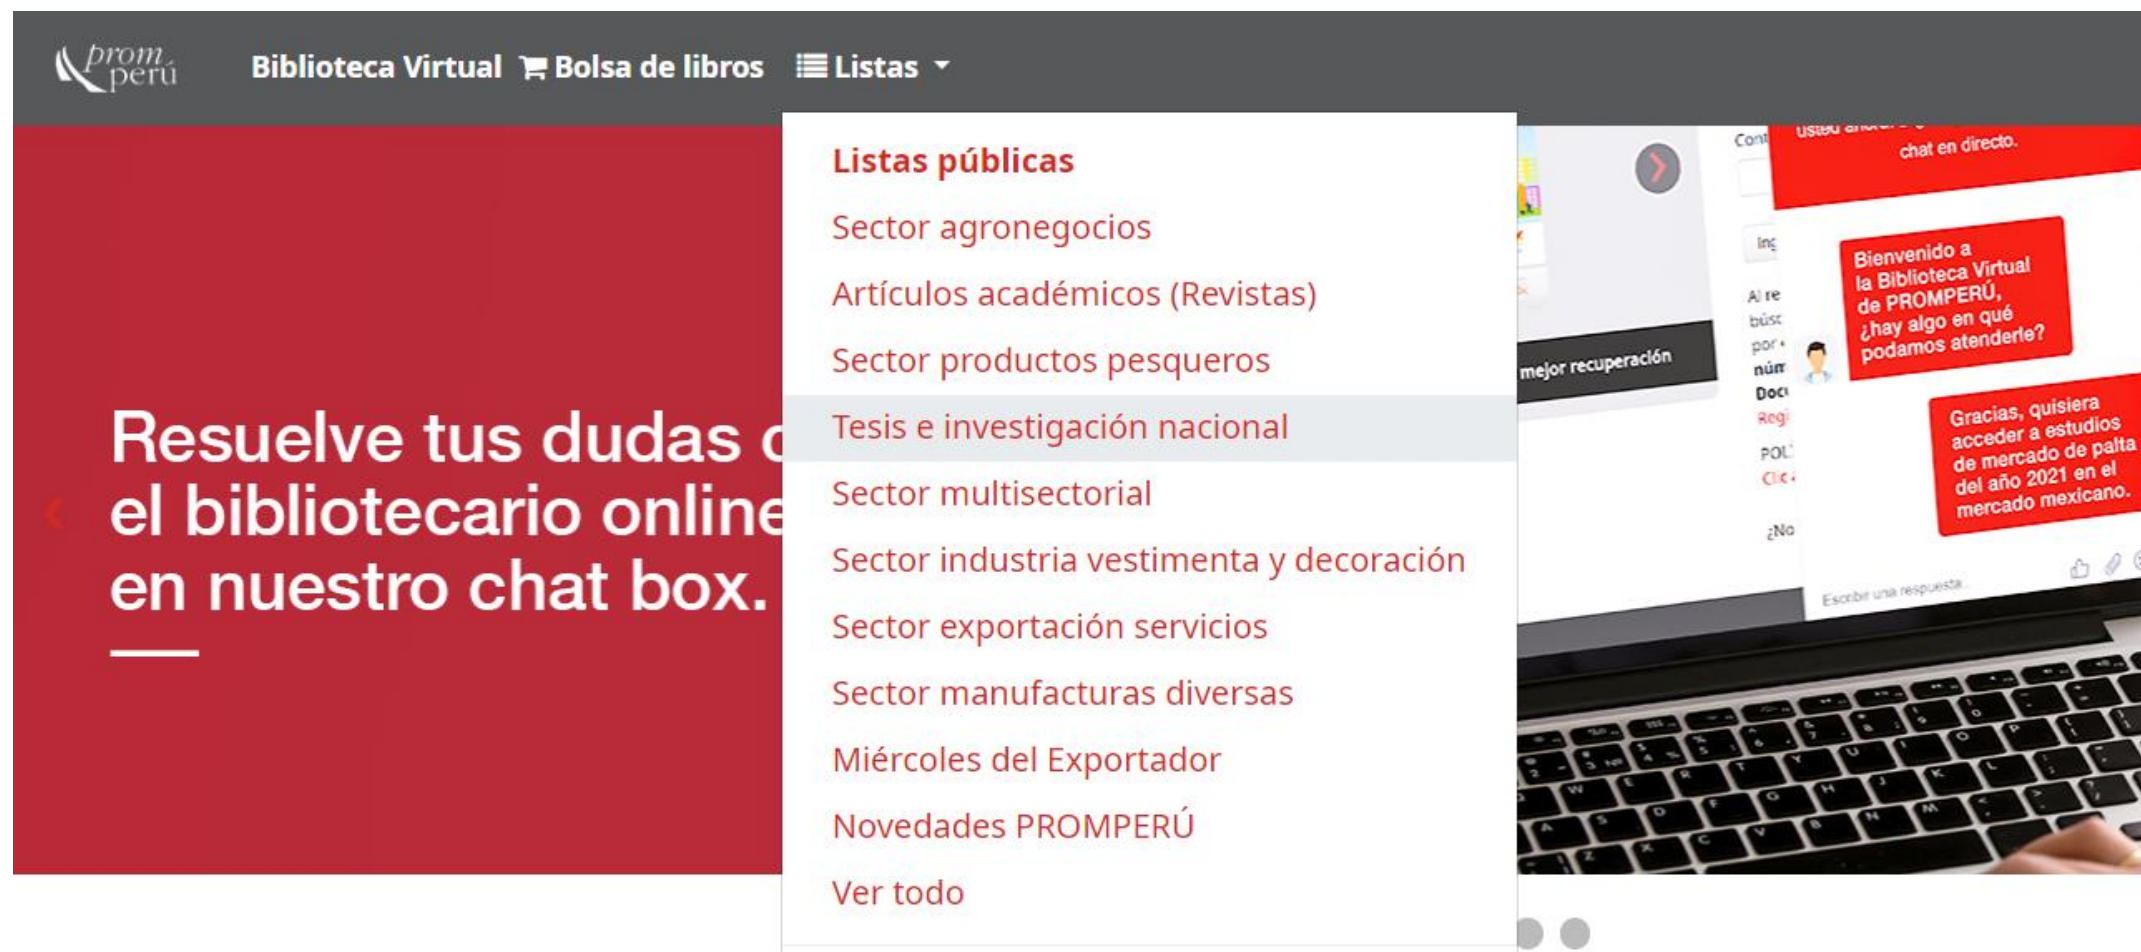 prom
perú
Biblioteca Virtual Bolsa de libros Listas
Listas públicas
Sector agronegocios
Artículos académicos (Revistas)
Sector productos pesqueros
Tesis e investigación nacional
Sector multisectorial
Sector industria vestimenta y decoración
Sector exportación servicios
Sector manufacturas diversas
Miércoles del Exportador
Novedades PROMPERÚ
Ver todo
Resuelve tus dudas
el bibliotecario online
en nuestro chat box.
mejor recuperación
chat en directo.
Bienvenido a
la Biblioteca Virtual
de PROMPERÚ,
¿hay algo en qué
podamos atenderle?
Gracias, quisiera
acceder a estudios
de mercado de palta
del año 2021 en el
mercado mexicano.
Escribir una respuesta...